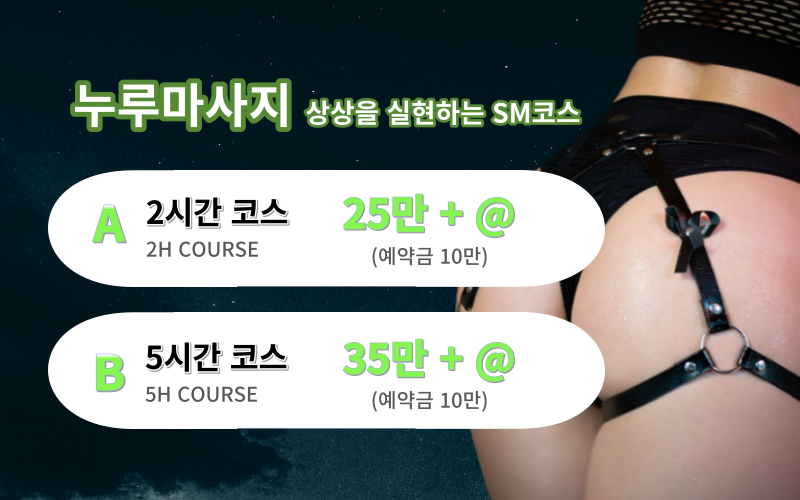 누루마사지 상상을 실현하는 SM코스
A
2시간 코스
2H COURSE
25만 + @
(예약금 10만)
B
5시간 코스
5H COURSE
35만 + @
(예약금 10만)